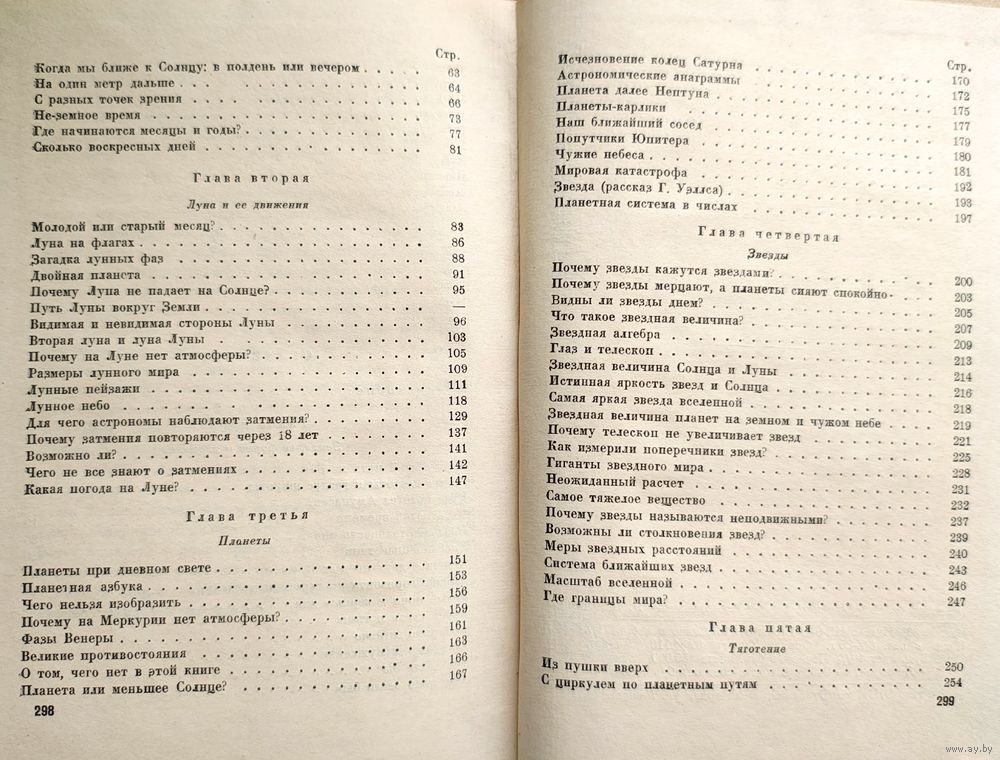 Стр.
Когда мы ближе к Солнцу: в полдень или вечером . . . . 63
На один метр дальше . . . . 64
С разных точек зрения . . . . 66
Не-земное время . . . . 73
Где начинаются месяцы и годы? . . . . 77
Сколько воскресных дней . . . . 81
Глава вторая
Луна и ее движения
Молодой или старый месяц? . . . . 83
Луна на флагах . . . . 86
Загадка лунных фаз . . . . 88
Двойная планета . . . . 91
Почему Луна не падает на Солнце? . . . . 95
Путь Луны вокруг Земли . . . . —
Видимая и невидимая стороны Луны . . . . 96
Вторая луна и луна Луны . . . . 103
Почему на Луне нет атмосферы? . . . . 105
Размеры лунного мира . . . . 109
Лунные пейзажи . . . . 111
Лунное небо . . . . 118
Для чего астрономы наблюдают затмения? . . . . 129
Почему затмения повторяются через 18 лет . . . . 137
Возможно ли? . . . . 141
Чего не все знают о затмениях . . . . 142
Какая погода на Луне? . . . . 147
Глава третья
Планеты
Планеты при дневном свете . . . . 151
Планетная азбука . . . . 153
Чего нельзя изобразить . . . . 156
Почему на Меркурии нет атмосферы? . . . . 159
Фазы Венеры . . . . 161
Великие противостояния . . . . 163
О том, чего нет в этой книге . . . . 166
Планета или меньшее Солнце? . . . . 167
298
Стр.
Исчезновение колец Сатурна . . . . 170
Астрономические анаграммы . . . . 172
Планета далее Нептуна . . . . 175
Планеты-карлики . . . . 177
Наш ближайший сосед . . . . 179
Попутчики Юпитера . . . . 180
Чужие небеса . . . . 181
Мировая катастрофа . . . . 192
Звезда (рассказ Г. Уэллса) . . . . 193
Планетная система в числах . . . . 197
Глава четвертая
Звезды
Почему звезды кажутся звездами? . . . . 200
Почему звезды мерцают, а планеты сияют спокойно . 203
Видны ли звезды днем? . . . . 205
Что такое звездная величина? . . . . 207
Звездная алгебра . . . . 209
Глаз и телескоп . . . . 213
Звездная величина Солнца и Луны . . . . 214
Истинная яркость звезд и Солнца . . . . 216
Самая яркая звезда вселенной . . . . 218
Звездная величина планет на земном и чужом небе . . . 219
Почему телескоп не увеличивает звезд . . . . 221
Как измерили поперечники звезд? . . . . 225
Гиганты звездного мира . . . . 228
Неожиданный расчет . . . . 231
Самое тяжелое вещество . . . . 232
Почему звезды называются неподвижными? . . . . 237
Возможны ли столкновения звезд? . . . . 239
Меры звездных расстояний . . . . 240
Система ближайших звезд . . . . 243
Масштаб вселенной . . . . 246
Где границы мира? . . . . 247
Глава пятая
Тяготение
Из пушки вверх . . . . 250
С циркулем по планетным путям . . . . 254
299
www.ay.by